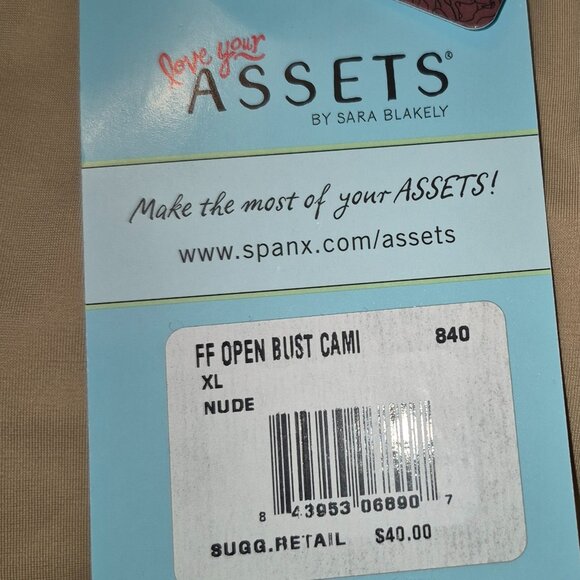 love your
ASSETS®
BY SARA BLAKELY
Make the most of your ASSETS!
www.spanx.com/assets
FF OPEN BUST CAMI 840
XL
NUDE
8 43953 06890 7
SUGG.RETAIL $40.00